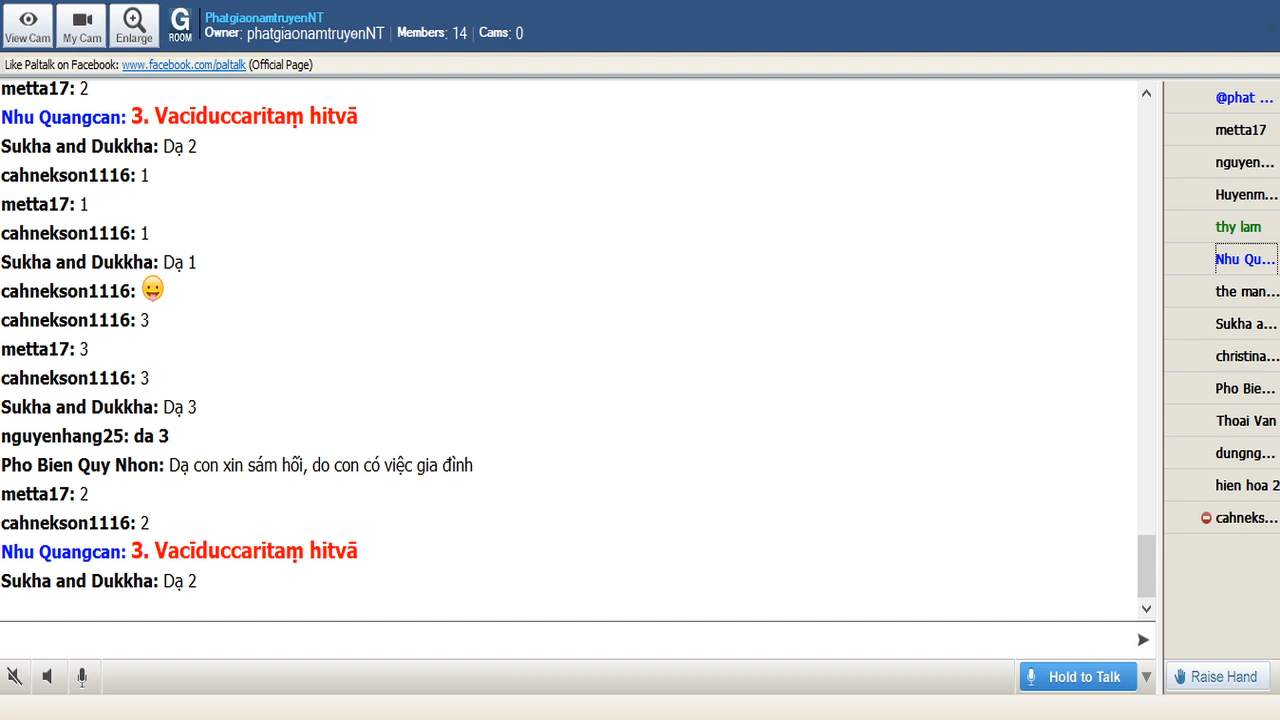 View Cam
My Cam
Enlarge
G
ROOM
PhatgiaonamtruyenNT
Owner: phatgiaonamtruyenNT | Members: 14 | Cams: 0
Like Paltalk on Facebook: www.facebook.com/paltalk (Official Page)
metta17: 2
Nhu Quangcan: 3. Vacīduccaritaṃ hitvā
Sukha and Dukkha: Dạ 2
cahnekson1116: 1
metta17: 1
cahnekson1116: 1
Sukha and Dukkha: Dạ 1
cahnekson1116: 😛
cahnekson1116: 3
metta17: 3
cahnekson1116: 3
Sukha and Dukkha: Dạ 3
nguyenhang25: da 3
Pho Bien Quy Nhon: Dạ con xin sám hối, do con có việc gia đình
metta17: 2
cahnekson1116: 2
Nhu Quangcan: 3. Vacīduccaritaṃ hitvā
Sukha and Dukkha: Dạ 2
@phat ...
metta17
nguyen...
Huyenm...
thy lam
Nhu Qu...
the man...
Sukha a...
christina...
Pho Bie...
Thoai Van
dungng...
hien hoa 2
cahneks...
Hold to Talk
Raise Hand